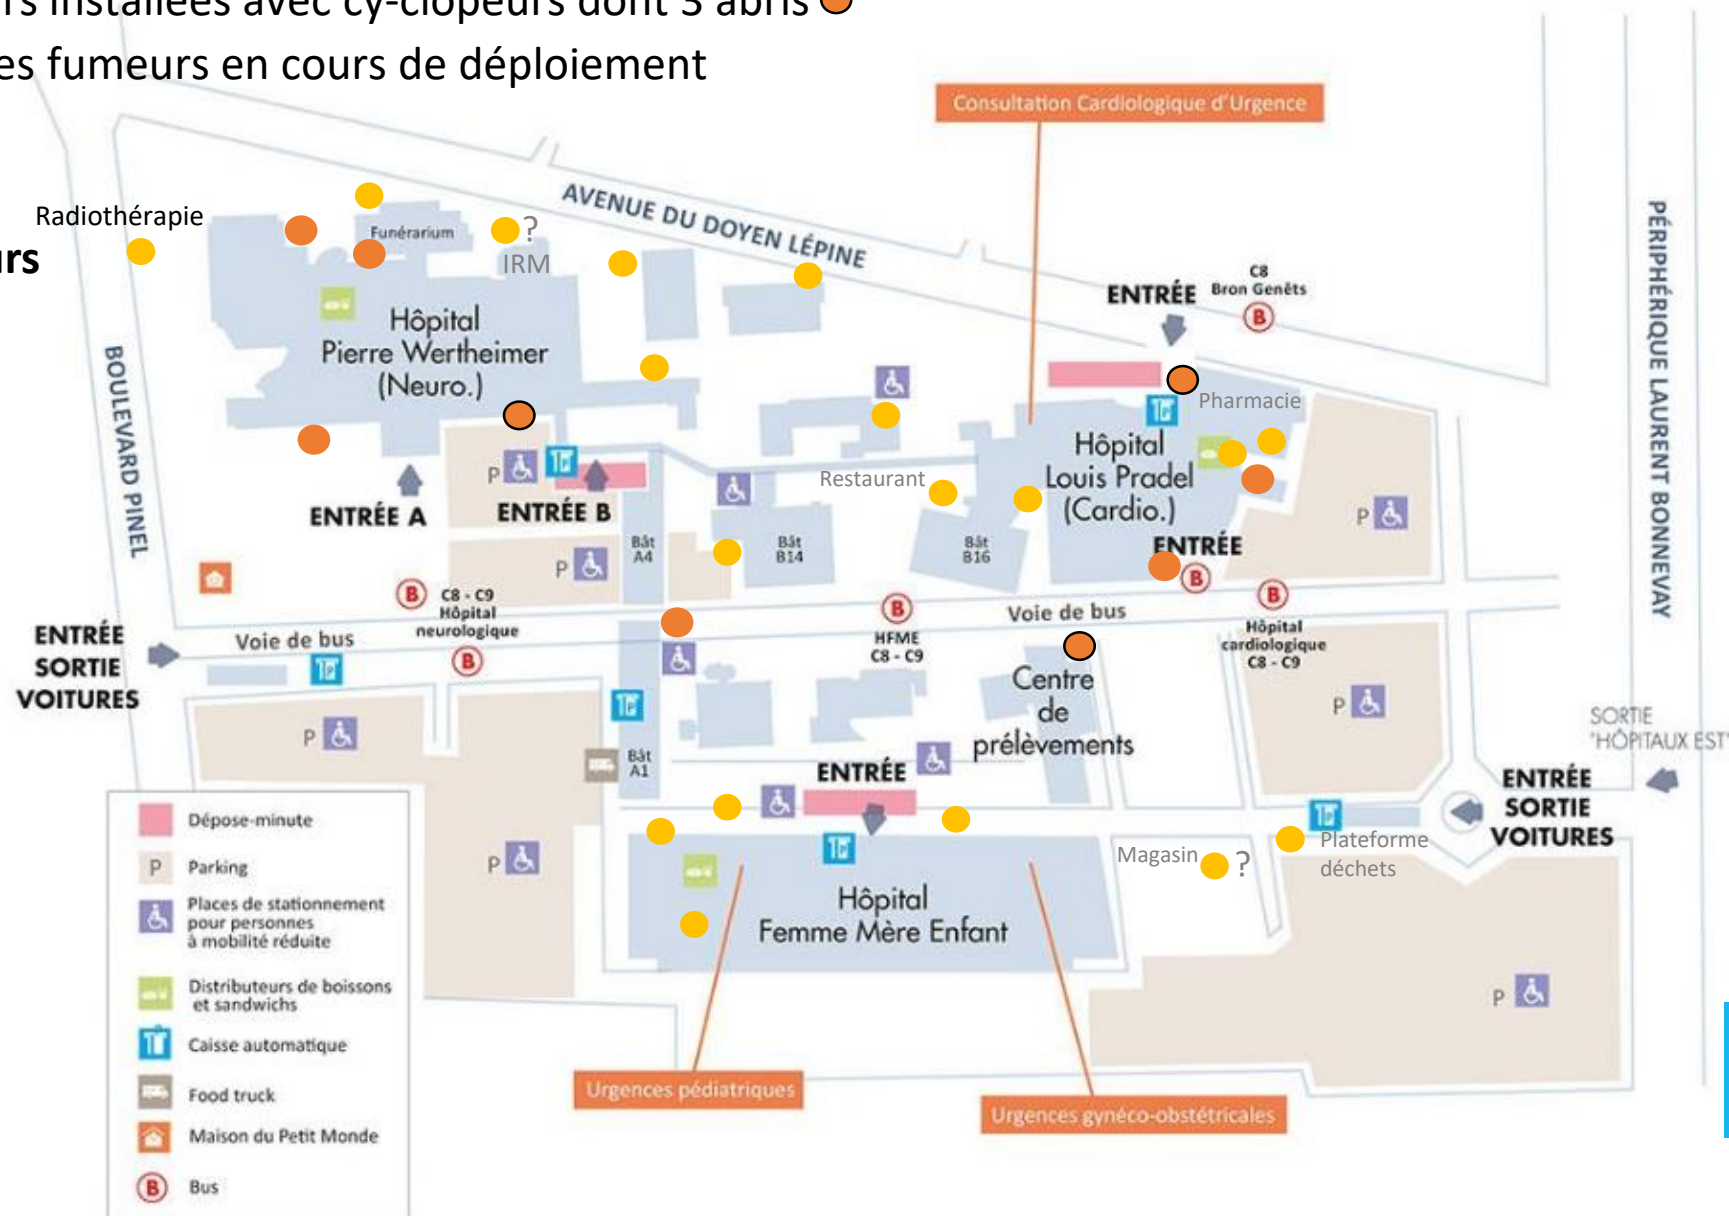 rs installées avec cy-clopeurs dont 3 abris
es fumeurs en cours de déploiement
Consultation Cardiologique d'Urgence
Radiothérapie
urs
Funérarium
?
IRM
AVENUE DU DOYEN LÉPINE
C8
Bron Genêts
B
ENTRÉE
PÉRIPHÉRIQUE LAURENT BONNEVAY
BOULEVARD PINEL
Hôpital
Pierre Wertheimer
(Neuro.)
Pharmacie
Hôpital
Louis Pradel
(Cardio.)
Restaurant
P
P
ENTRÉE A
ENTRÉE B
Bât
A4
Bât
B14
Bât
B16
ENTRÉE
B
P
B
C8 - C9
Hôpital
neurologique
B
B
HFME
C8 - C9
Voie de bus
B
Hôpital
cardiologique
C8 - C9
ENTRÉE
SORTIE
VOITURES
Voie de bus
Centre
de
prélèvements
P
P
SORTIE
"HÔPITAUX EST"
Bât
A1
ENTRÉE
ENTRÉE
SORTIE
VOITURES
P
Magasin
?
Plateforme
déchets
Hôpital
Femme Mère Enfant
P
Urgences pédiatriques
Urgences gynéco-obstétricales
Dépose-minute
P Parking
Places de stationnement
pour personnes
à mobilité réduite
Distributeurs de boissons
et sandwichs
Caisse automatique
Food truck
Maison du Petit Monde
B Bus